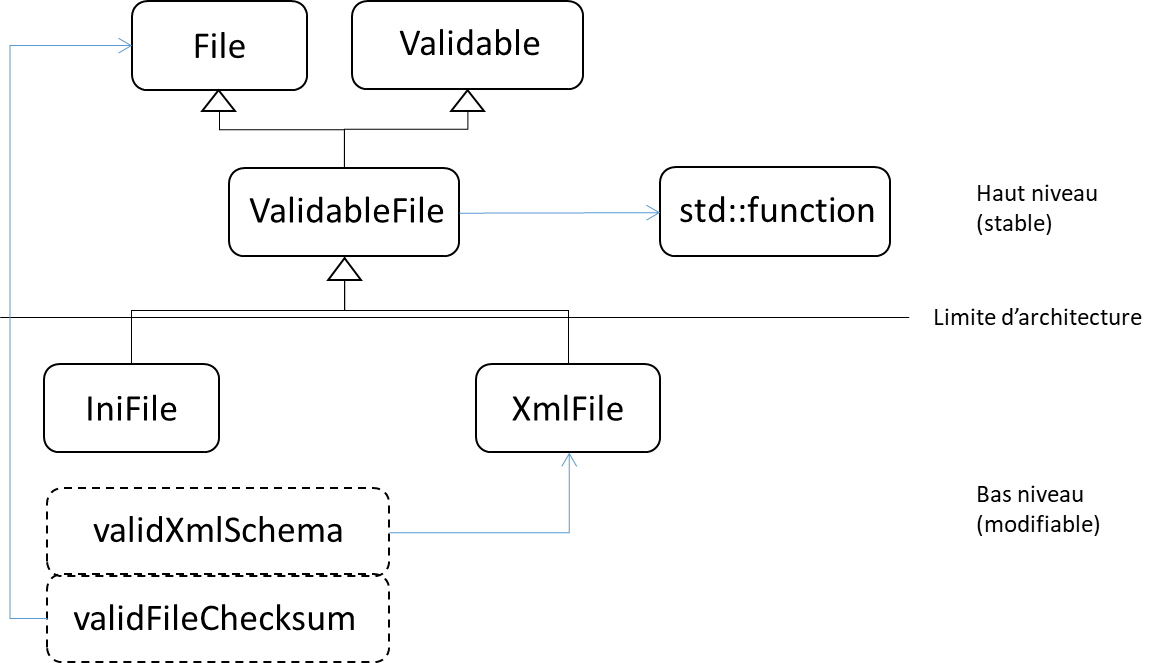 File
Validable
ValidableFile
std::function
Haut niveau
(stable)
Limite d’architecture
IniFile
XmlFile
validXmlSchema
Bas niveau
(modifiable)
validFileChecksum